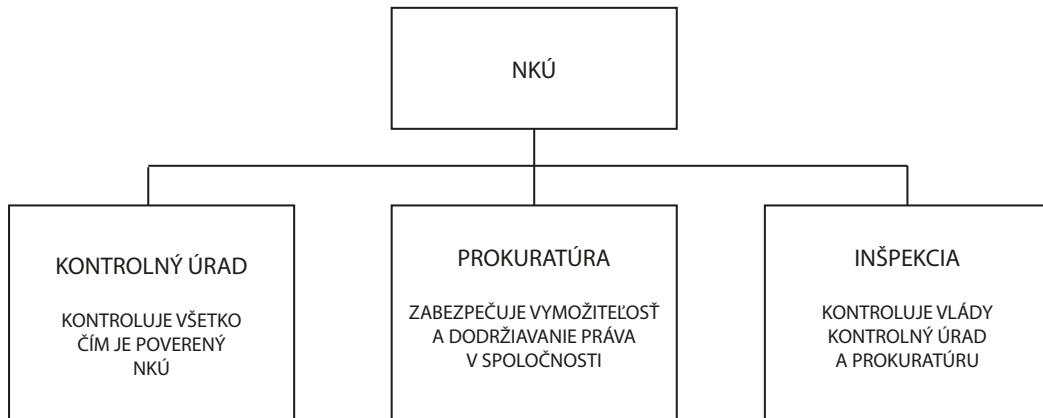 NKÚ
KONTROLNÝ ÚRAD
KONTROLUJE VŠETKO
ČÍM JE POVERENÝ
NKÚ
PROKURATÚRA
ZABEZPEČUJE VYMOŽITEĽOSŤ
A DODRŽIAVANIE PRÁVA
V SPOLOČNOSTI
INŠPEKCIA
KONTROLUJE VLÁDY
KONTROLNÝ ÚRAD
A PROKURATÚRU